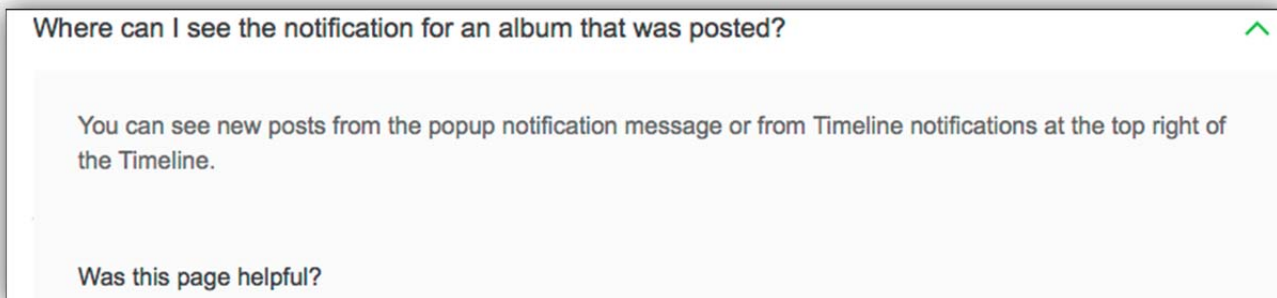 Where can I see the notification for an album that was posted?
You can see new posts from the popup notification message or from Timeline notifications at the top right of
the Timeline.
Was this page helpful?